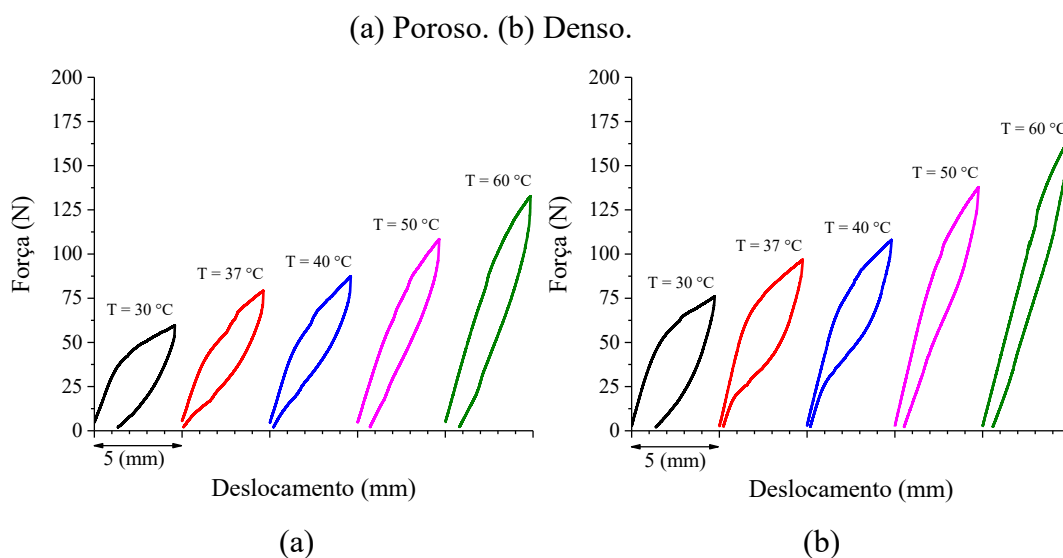 (a) Poroso. (b) Denso.
200
175
150
125
100
75
50
25
0
Força (N)
T = 30 °C
T = 37 °C
T = 40 °C
T = 50 °C
T = 60 °C
5 (mm)
Deslocamento (mm)
(a)
200
175
150
125
100
75
50
25
0
Força (N)
T = 30 °C
T = 37 °C
T = 40 °C
T = 50 °C
T = 60 °C
5 (mm)
Deslocamento (mm)
(b)